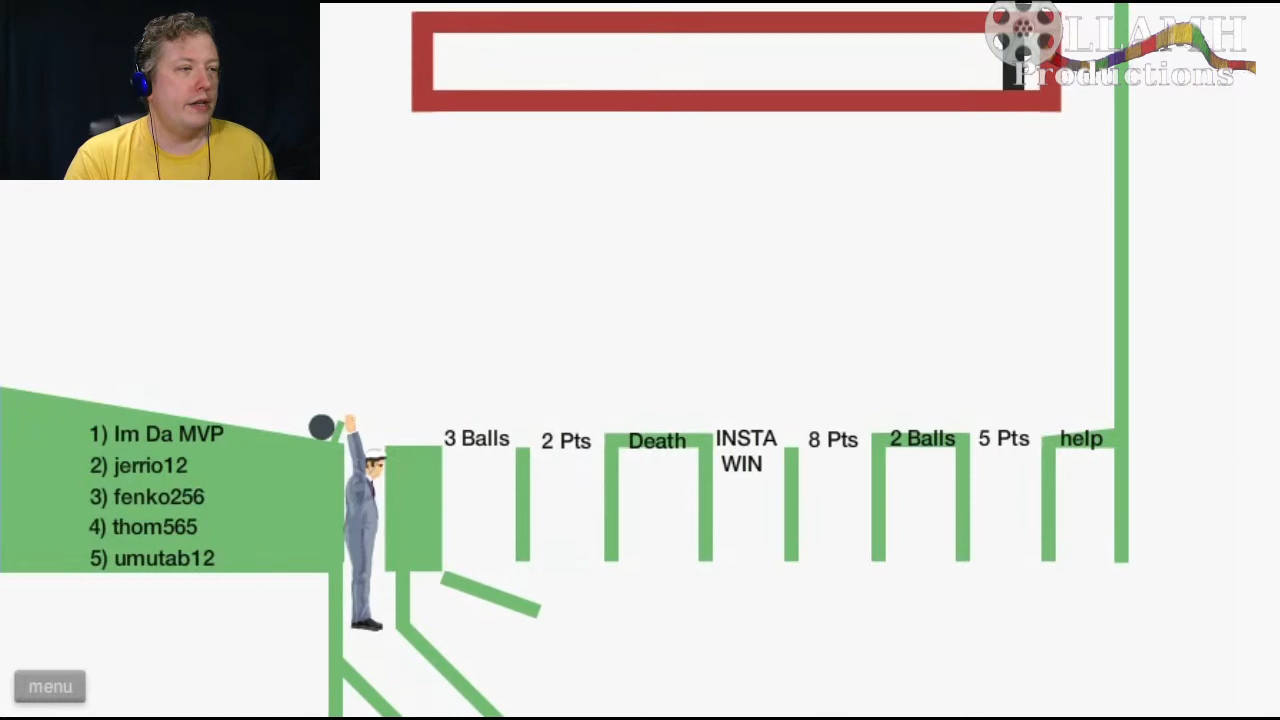 LLAMH
Productions
1) Im Da MVP
2) jerrio12
3) fenko256
4) thom565
5) umutab12
3 Balls
2 Pts
Death
INSTA
WIN
8 Pts
2 Balls
5 Pts
help
menu